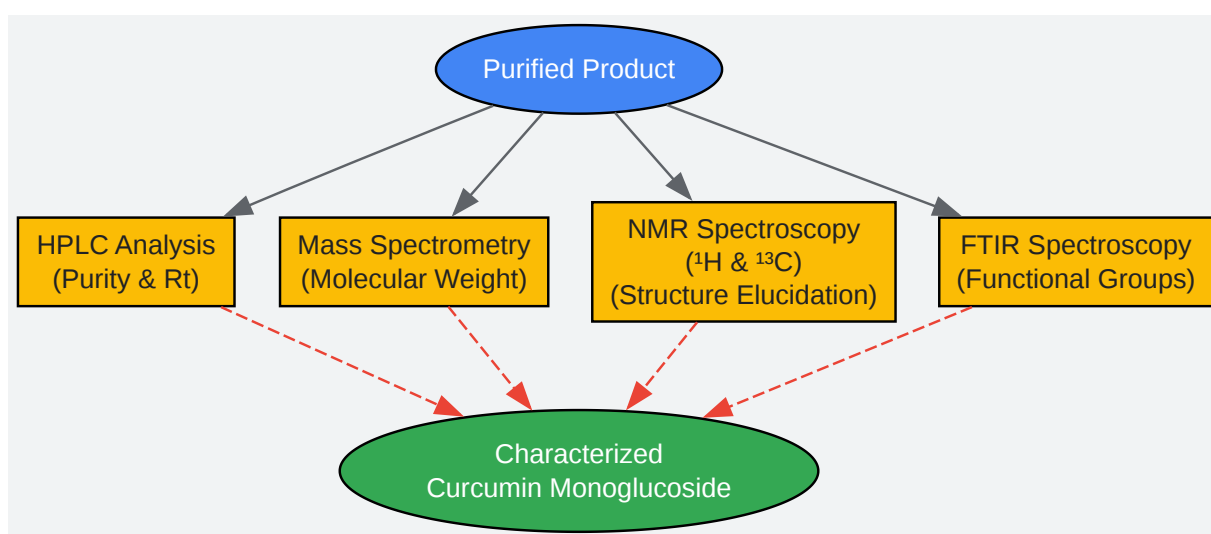 Purified Product
HPLC Analysis
(Purity & Rt)
Mass Spectrometry
(Molecular Weight)
NMR Spectroscopy
(¹H & ¹³C)
(Structure Elucidation)
FTIR Spectroscopy
(Functional Groups)
Characterized
Curcumin Monoglucoside